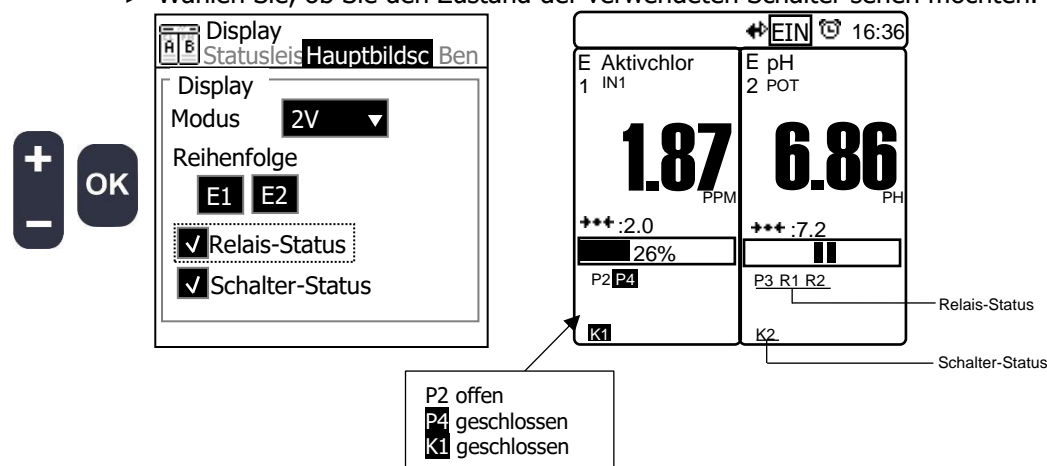 Wählen Sie, ob Sie den Zustand der verwendeten Schalter sehen möchten.
Display
A B
Statusleis Hauptbildsc Ben
Display
Modus 2V
Reihenfolge
E1 E2
Relais-Status
Schalter-Status
+
OK
−
EIN 16:36
E Aktivchlor
1 IN1
1.87
PPM
:2.0
26%
P2 P4
K1
E pH
2 POT
6.86
PH
:7.2
P3 R1 R2
K2
Relais-Status
Schalter-Status
P2 offen
P4 geschlossen
K1 geschlossen